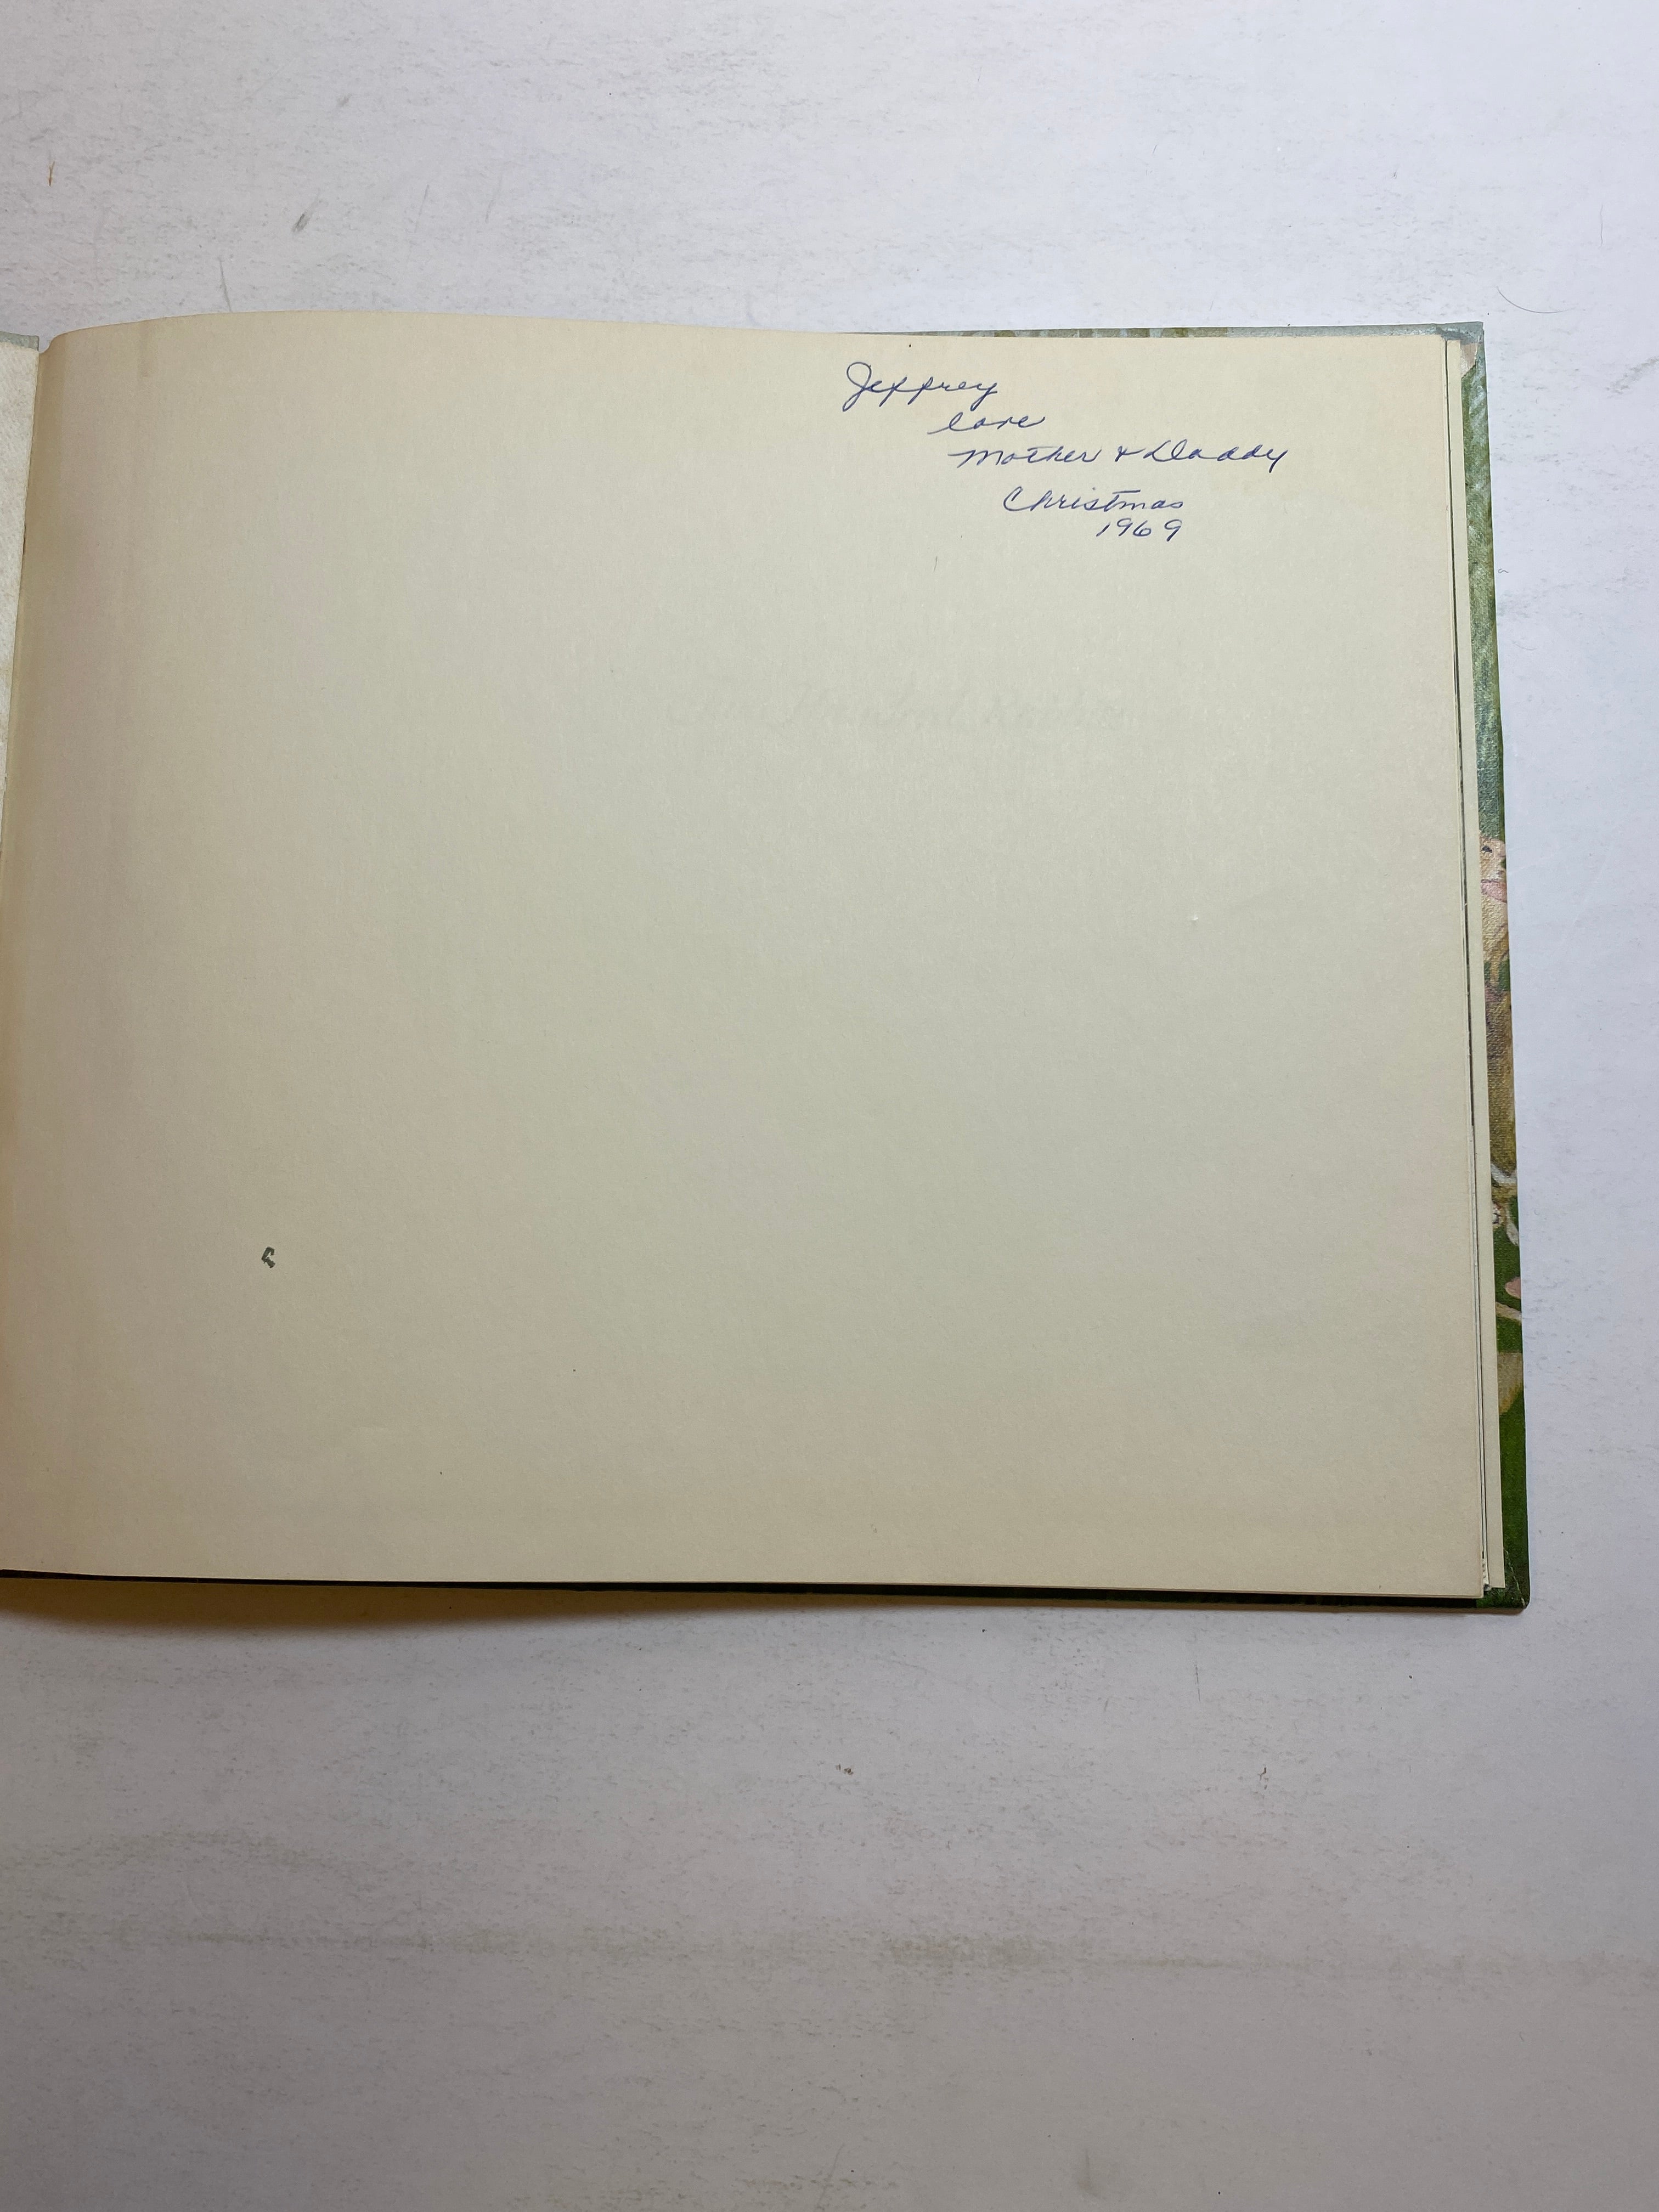 Jeffrey
love
Mother & Daddy
Christmas
1969